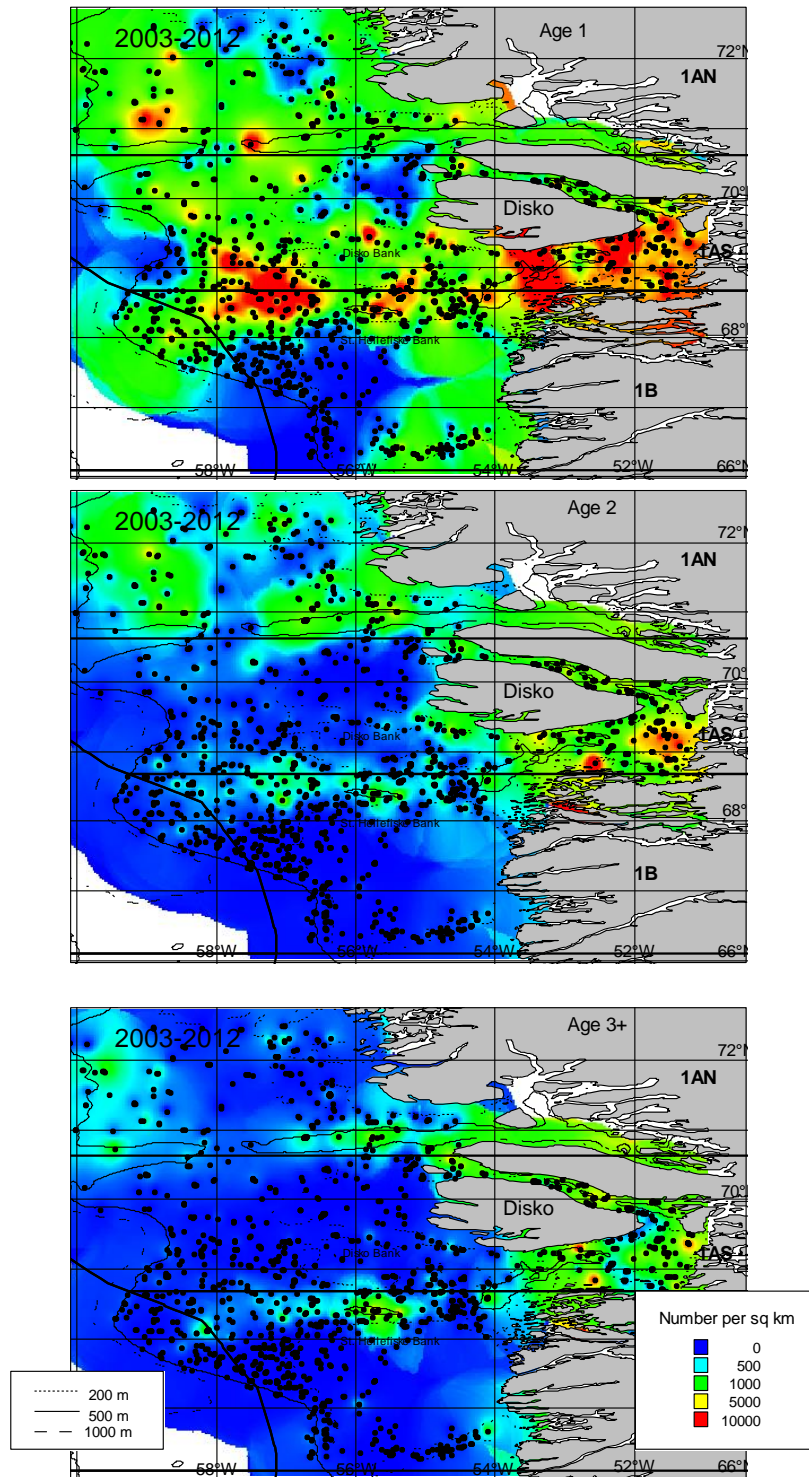 2003-2012
Age 1
72°N
1AN
70°N
Disko
Disko Bank
1AS
68°N
St. Hellefiske Bank
1B
58°W 56°W 54°W 52°W 66°N
2003-2012
Age 2
72°N
1AN
70°N
Disko
Disko Bank
1AS
68°N
St. Hellefiske Bank
1B
58°W 56°W 54°W 52°W 66°N
2003-2012
Age 3+
72°N
1AN
70°N
Disko
Disko Bank
1AS
Number per sq km
0
500
1000
5000
10000
St. Hellefiske Bank
200 m
500 m
1000 m
58°W 56°W 54°W 52°W 66°N